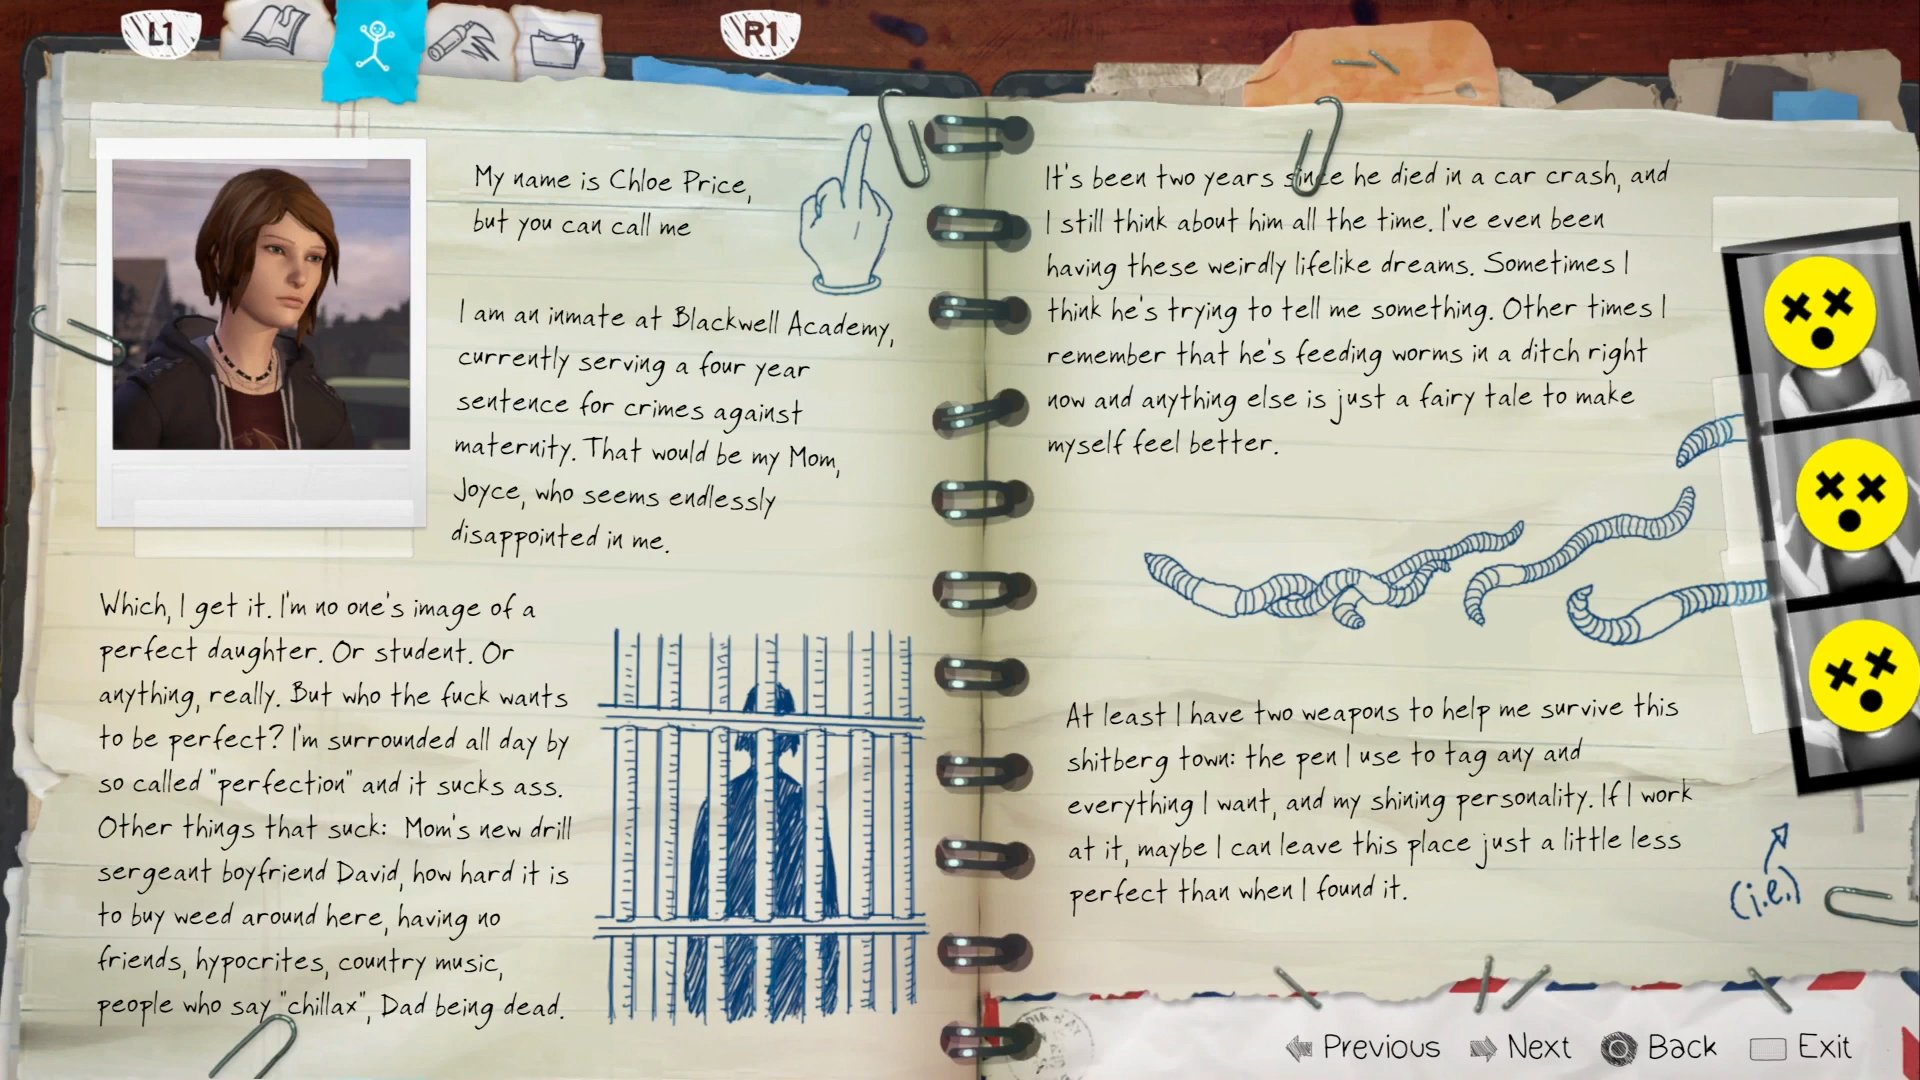 L1
R1
My name is Chloe Price,
but you can call me
I am an inmate at Blackwell Academy,
currently serving a four year
sentence for crimes against
maternity. That would be my Mom,
Joyce, who seems endlessly
disappointed in me.
Which, I get it. I'm no one's image of a
perfect daughter. Or student. Or
anything, really. But who the fuck wants
to be perfect? I'm surrounded all day by
so called "perfection" and it sucks ass.
Other things that suck: Mom's new drill
sergeant boyfriend David, how hard it is
to buy weed around here, having no
friends, hypocrites, country music,
people who say "chillax", Dad being dead.
It's been two years since he died in a car crash, and
I still think about him all the time. I've even been
having these weirdly lifelike dreams. Sometimes I
think he's trying to tell me something. Other times I
remember that he's feeding worms in a ditch right
now and anything else is just a fairy tale to make
myself feel better.
At least I have two weapons to help me survive this
shitberg town: the pen I use to tag any and
everything I want, and my shining personality. If I work
at it, maybe I can leave this place just a little less
perfect than when I found it.
(i.e.)
Previous
Next
Back
Exit